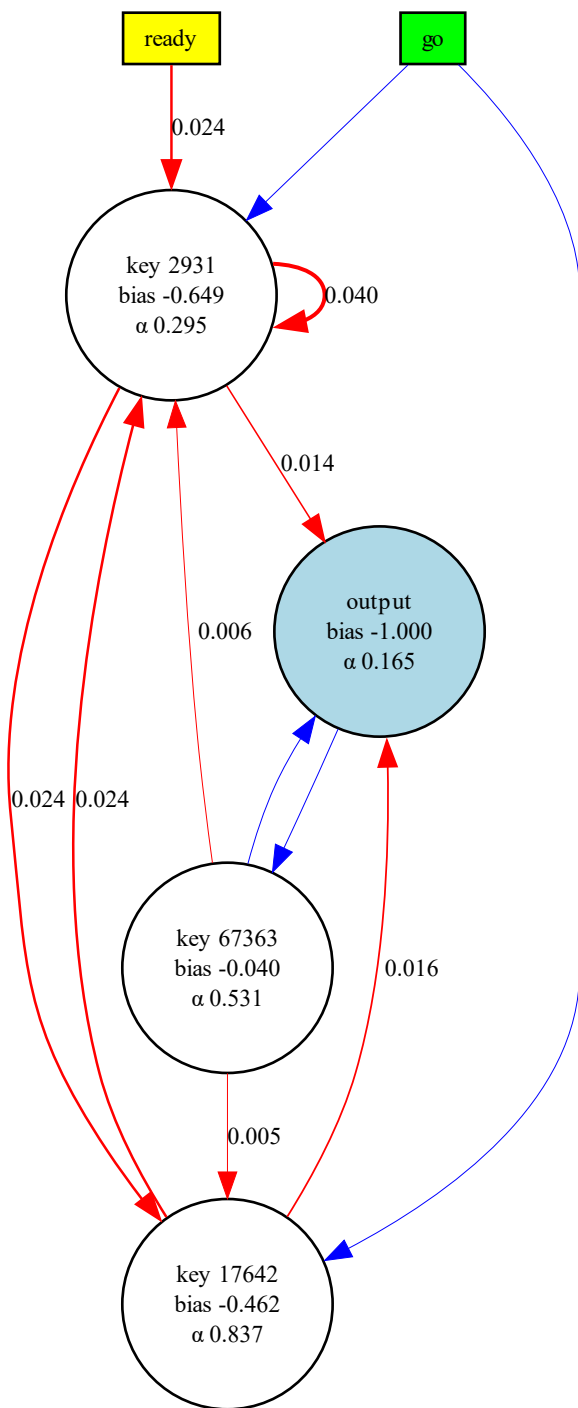 ready
go
0.024
key 2931
bias -0.649
α 0.295
0.040
0.014
output
bias -1.000
α 0.165
0.006
0.024
0.024
key 67363
bias -0.040
α 0.531
0.016
0.005
key 17642
bias -0.462
α 0.837